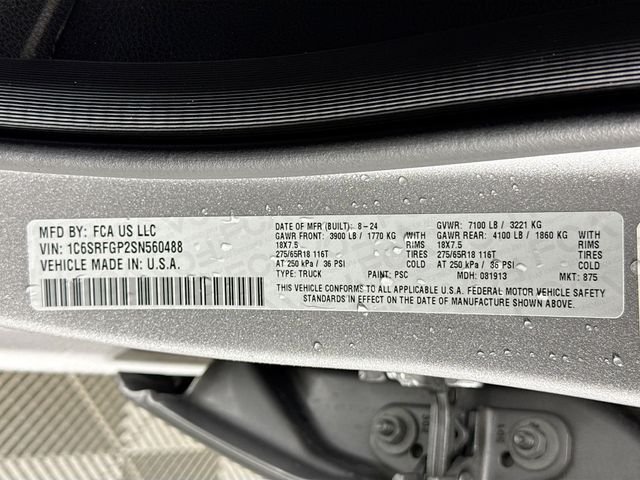 MFD BY: FCA US LLC
VIN: 1C6SRFGP2SN560488
VEHICLE MADE IN: U.S.A.
DATE OF MFR (BUILT): 8-24
GAWR FRONT: 3900 LB / 1770 KG WITH
18X7.5 RIMS
275/65R18 116T TIRES
AT 250 kPa / 36 PSI COLD
TYPE: TRUCK PAINT: PSC
GVWR: 7100 LB / 3221 KG
GAWR REAR: 4100 LB / 1860 KG WITH
18X7.5 RIMS
275/65R18 116T TIRES
AT 250 kPa / 36 PSI COLD
MDH: 081913 MKT: 875
THIS VEHICLE CONFORMS TO ALL APPLICABLE U.S.A. FEDERAL MOTOR VEHICLE SAFETY
STANDARDS IN EFFECT ON THE DATE OF MANUFACTURE SHOWN ABOVE.